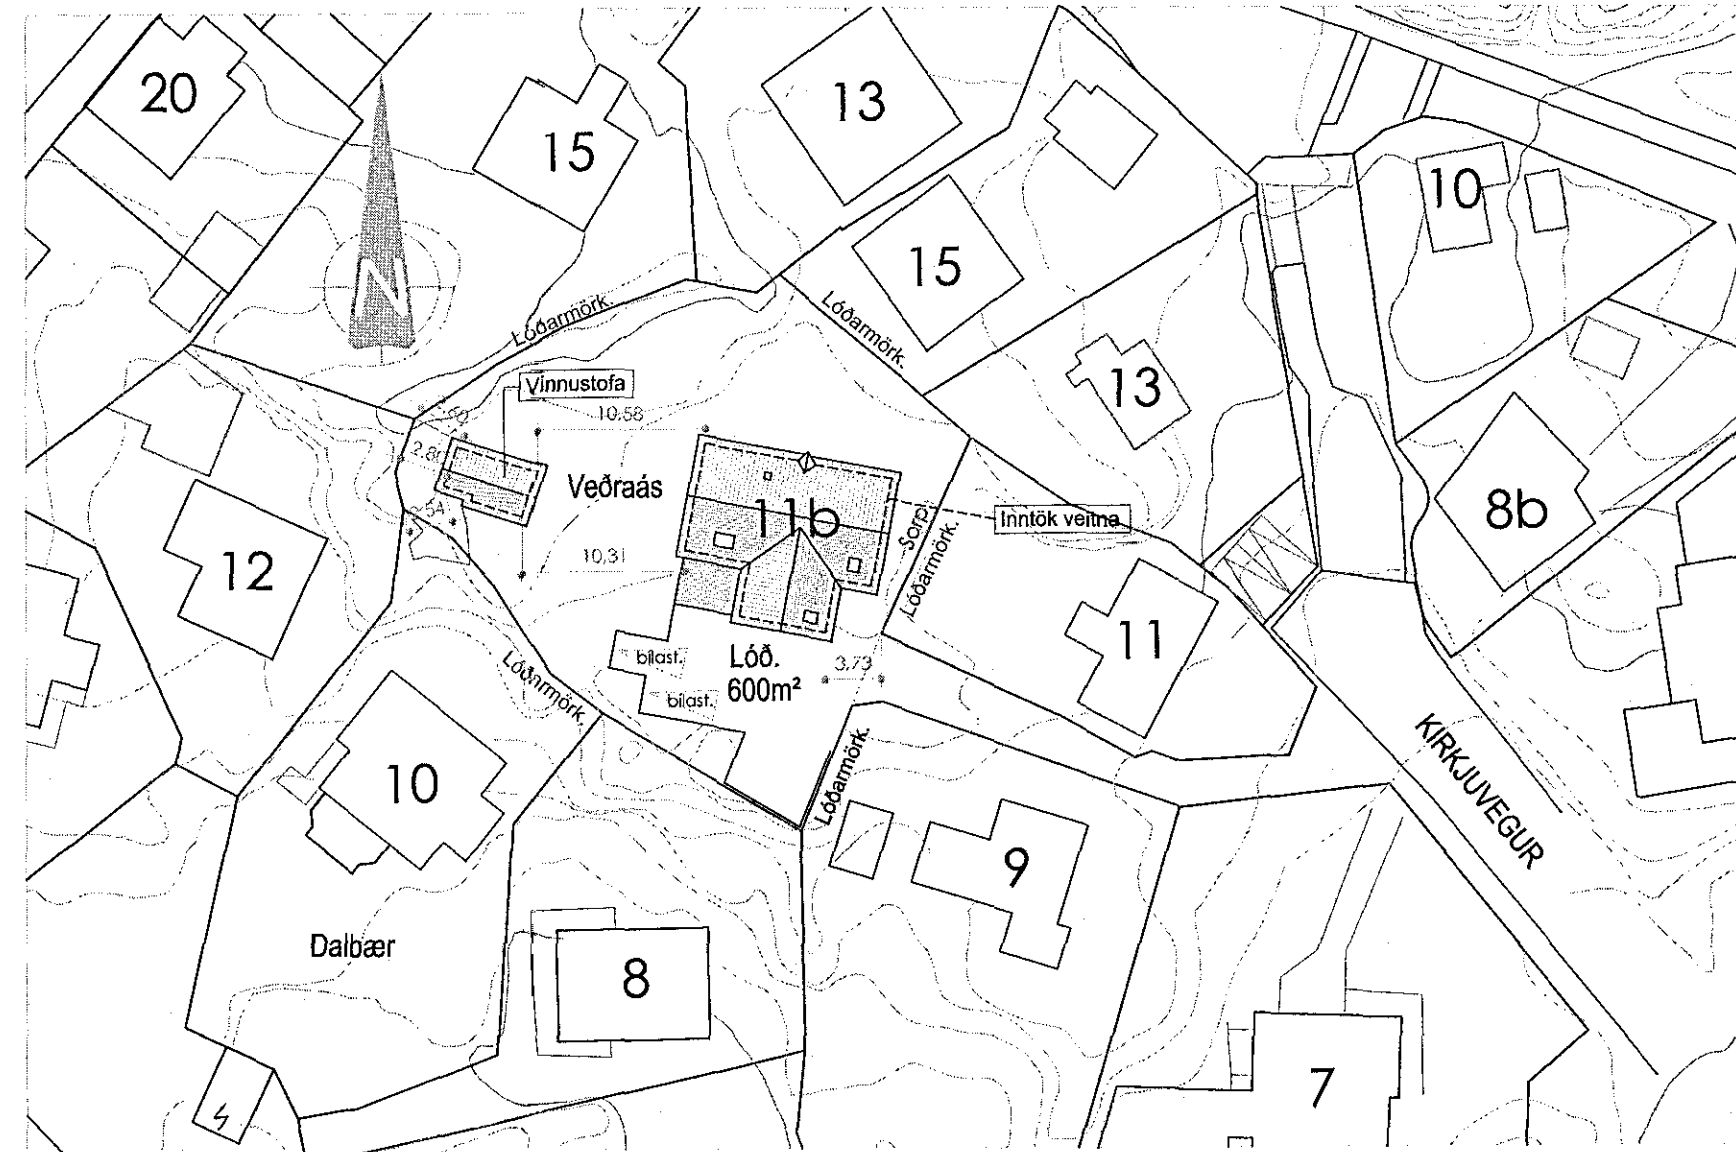 20
15
13
10
15
N
Lóðarmörk.
Lóðarmörk.
Vinnustofa
13
10,58
2,80
Veðraás
11b
Sorp.
Inntök veitna
8b
12
10,31
Lóðarmörk.
11
bílast.
Lóð.
600m²
3,73
bílast.
Lóðarmörk.
KIRKJUVEGUR
10
Lóðarmörk.
9
Dalbær
8
7